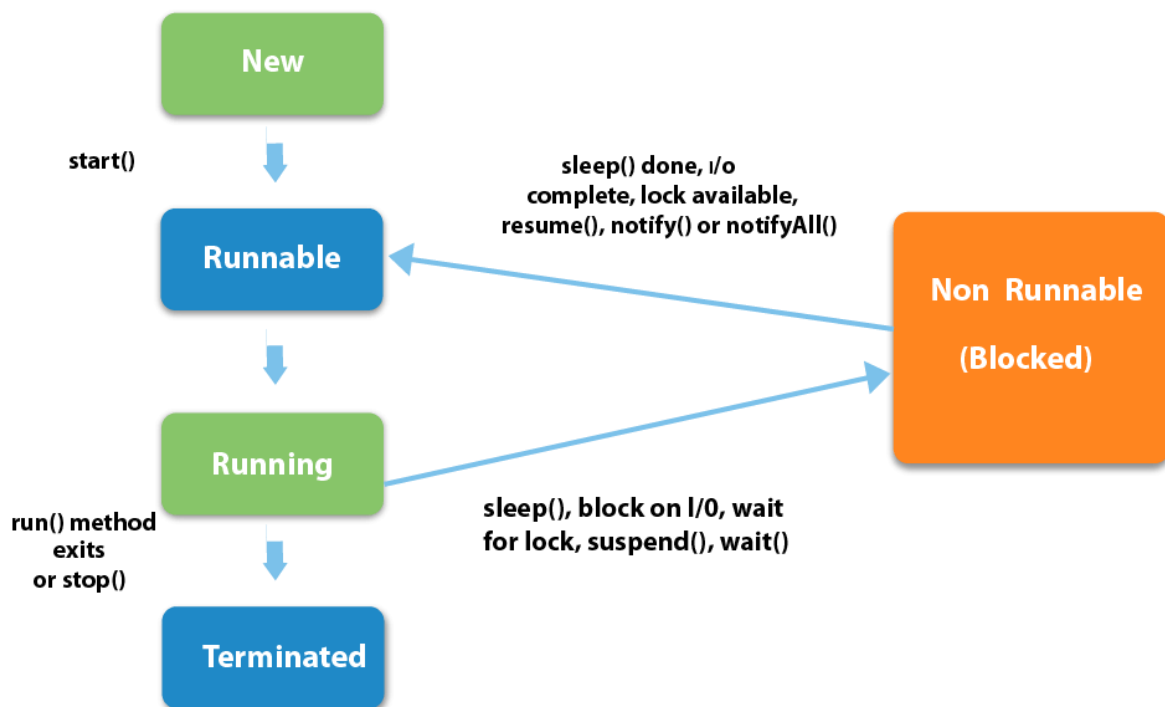 New
start()
sleep() done, I/o
complete, lock available,
resume(), notify() or notifyAll()
Runnable
Non Runnable
(Blocked)
Running
sleep(), block on l/0, wait
for lock, suspend(), wait()
run() method
exits
or stop()
Terminated